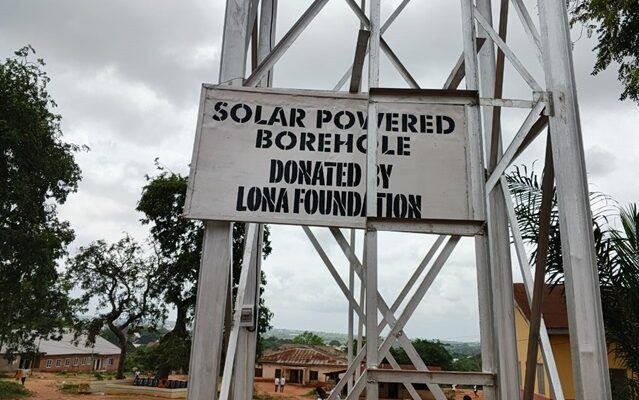 SOLAR POWERED
BOREHOLE
DONATED BY
LONA FOUNDATION